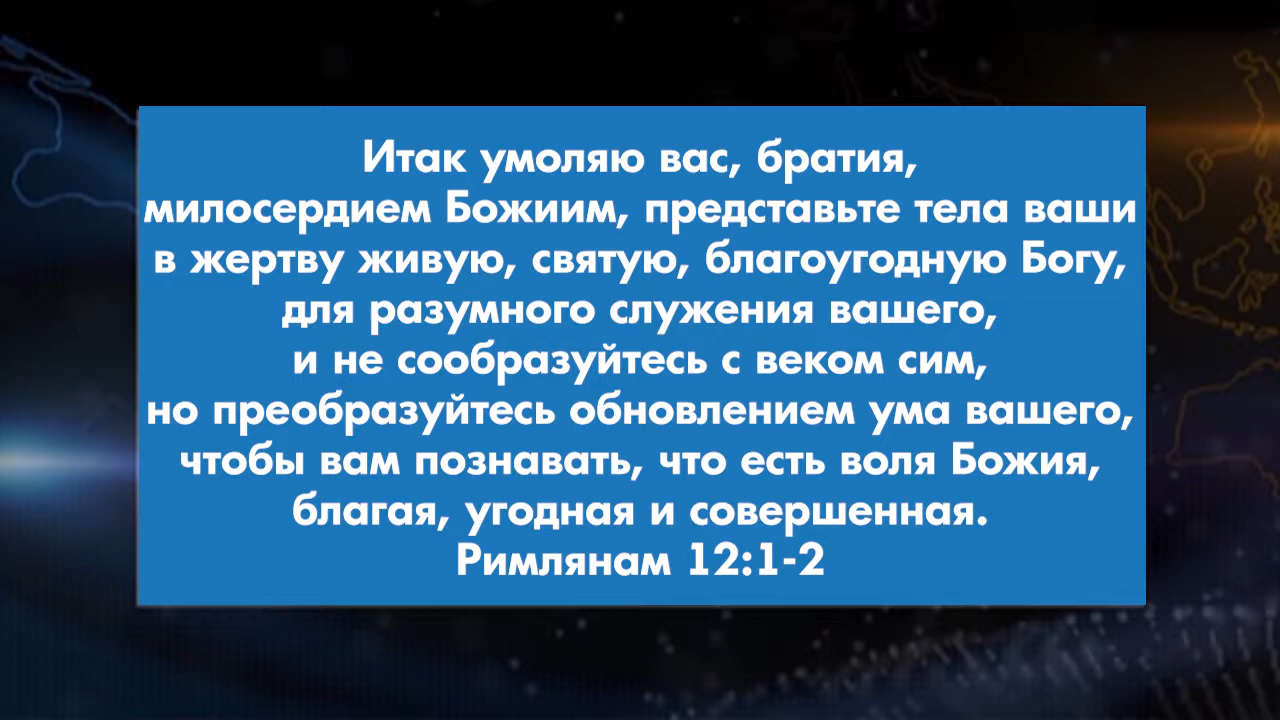 Итак умоляю вас, братия,
милосердием Божиим, представьте тела ваши
в жертву живую, святую, благоугодную Богу,
для разумного служения вашего,
и не сообразуйтесь с веком сим,
но преобразуйтесь обновлением ума вашего,
чтобы вам познавать, что есть воля Божия,
благая, угодная и совершенная.
Римлянам 12:1-2